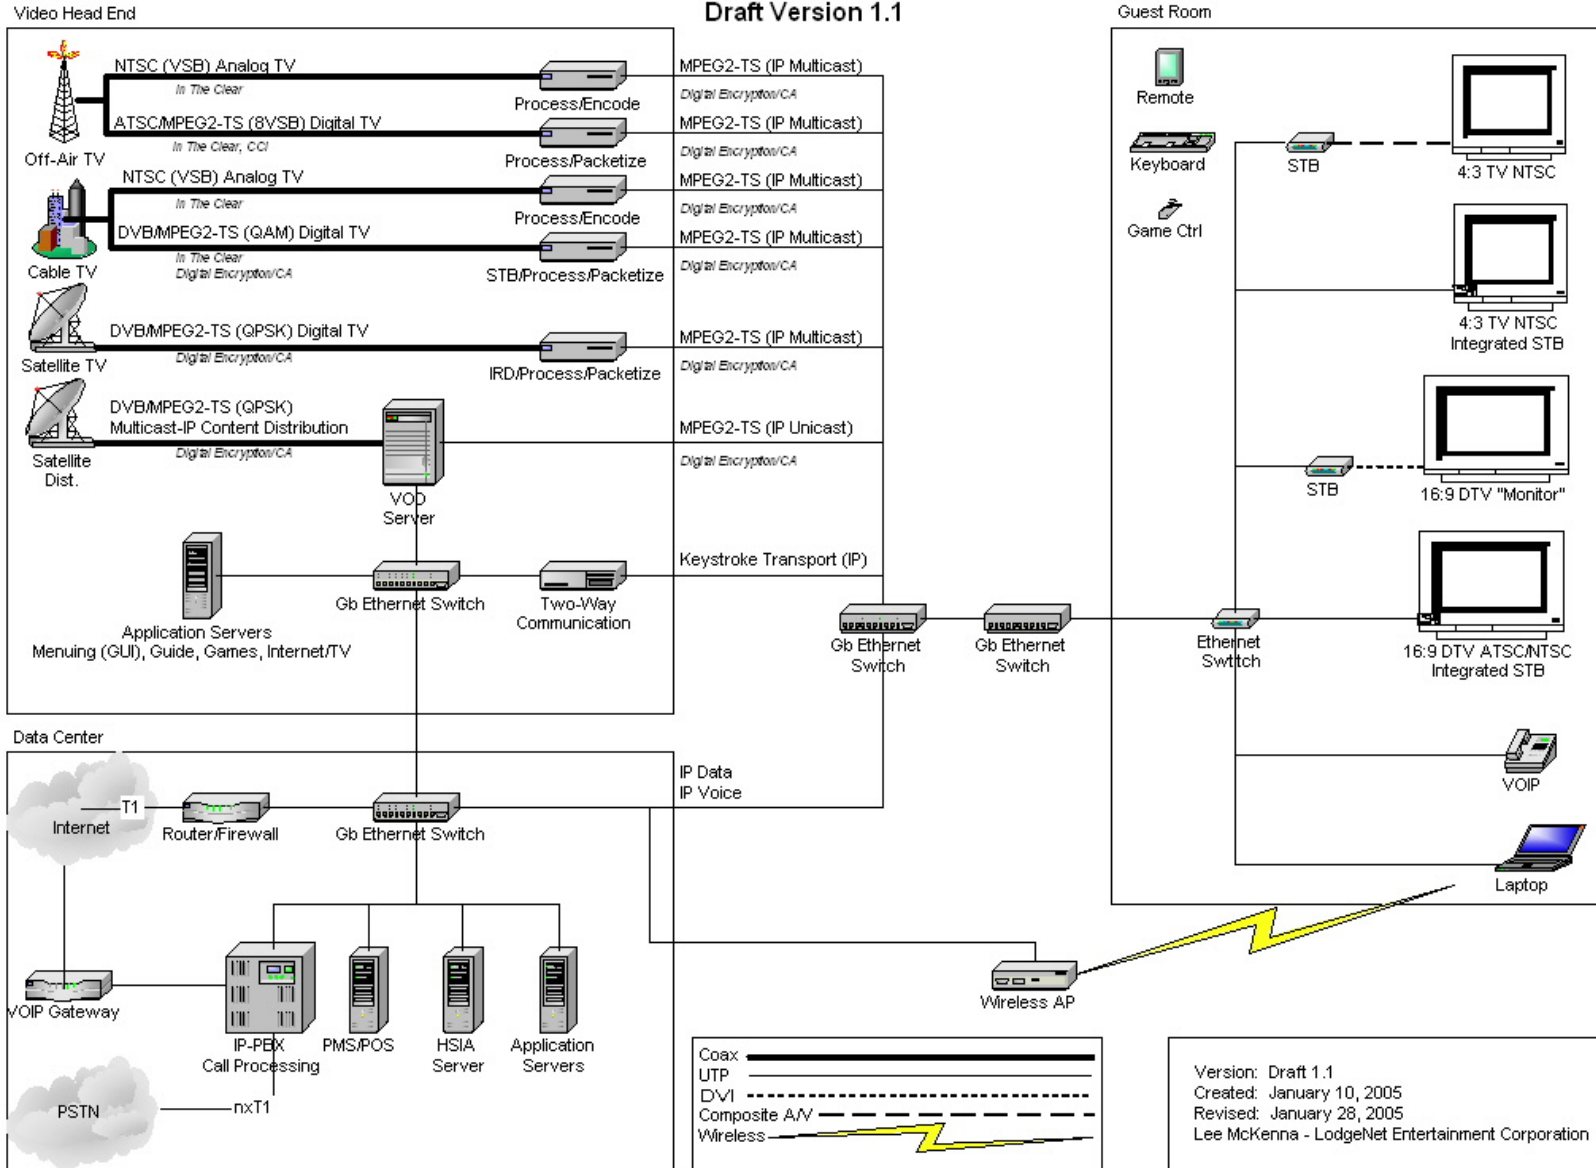 Draft Version 1.1
Video Head End
NTSC (VSB) Analog TV
In The Clear
Process/Encode
MPEG2-TS (IP Multicast)
Digital Encryption/CA
Off-Air TV
ATSC/MPEG2-TS (8VSB) Digital TV
In The Clear, CCI
Process/Packetize
MPEG2-TS (IP Multicast)
Digital Encryption/CA
NTSC (VSB) Analog TV
In The Clear
Process/Encode
MPEG2-TS (IP Multicast)
Digital Encryption/CA
Cable TV
DVB/MPEG2-TS (QAM) Digital TV
In The Clear
Digital Encryption/CA
STB/Process/Packetize
MPEG2-TS (IP Multicast)
Digital Encryption/CA
Satellite TV
DVB/MPEG2-TS (QPSK) Digital TV
Digital Encryption/CA
IRD/Process/Packetize
MPEG2-TS (IP Multicast)
Digital Encryption/CA
Satellite
Dist.
DVB/MPEG2-TS (QPSK)
Multicast-IP Content Distribution
Digital Encryption/CA
VOD
Server
MPEG2-TS (IP Unicast)
Digital Encryption/CA
Application Servers
Menuing (GUI), Guide, Games, Internet/TV
Gb Ethernet Switch
Two-Way
Communication
Keystroke Transport (IP)
Gb Ethernet
Switch
Gb Ethernet
Switch
Guest Room
Remote
Keyboard
Game Ctrl
STB
4:3 TV NTSC
4:3 TV NTSC
Integrated STB
STB
16:9 DTV "Monitor"
Ethernet
Swttch
16:9 DTV ATSC/NTSC
Integrated STB
VOIP
Laptop
Data Center
Internet
T1
Router/Firewall
Gb Ethernet Switch
IP Data
IP Voice
VOIP Gateway
IP-PBX
Call Processing
PMS/POS
HSIA
Server
Application
Servers
PSTN
nxT1
Wireless AP
Coax
UTP
DVI
Composite A/V
Wireless
Version: Draft 1.1
Created: January 10, 2005
Revised: January 28, 2005
Lee McKenna - LodgeNet Entertainment Corporation